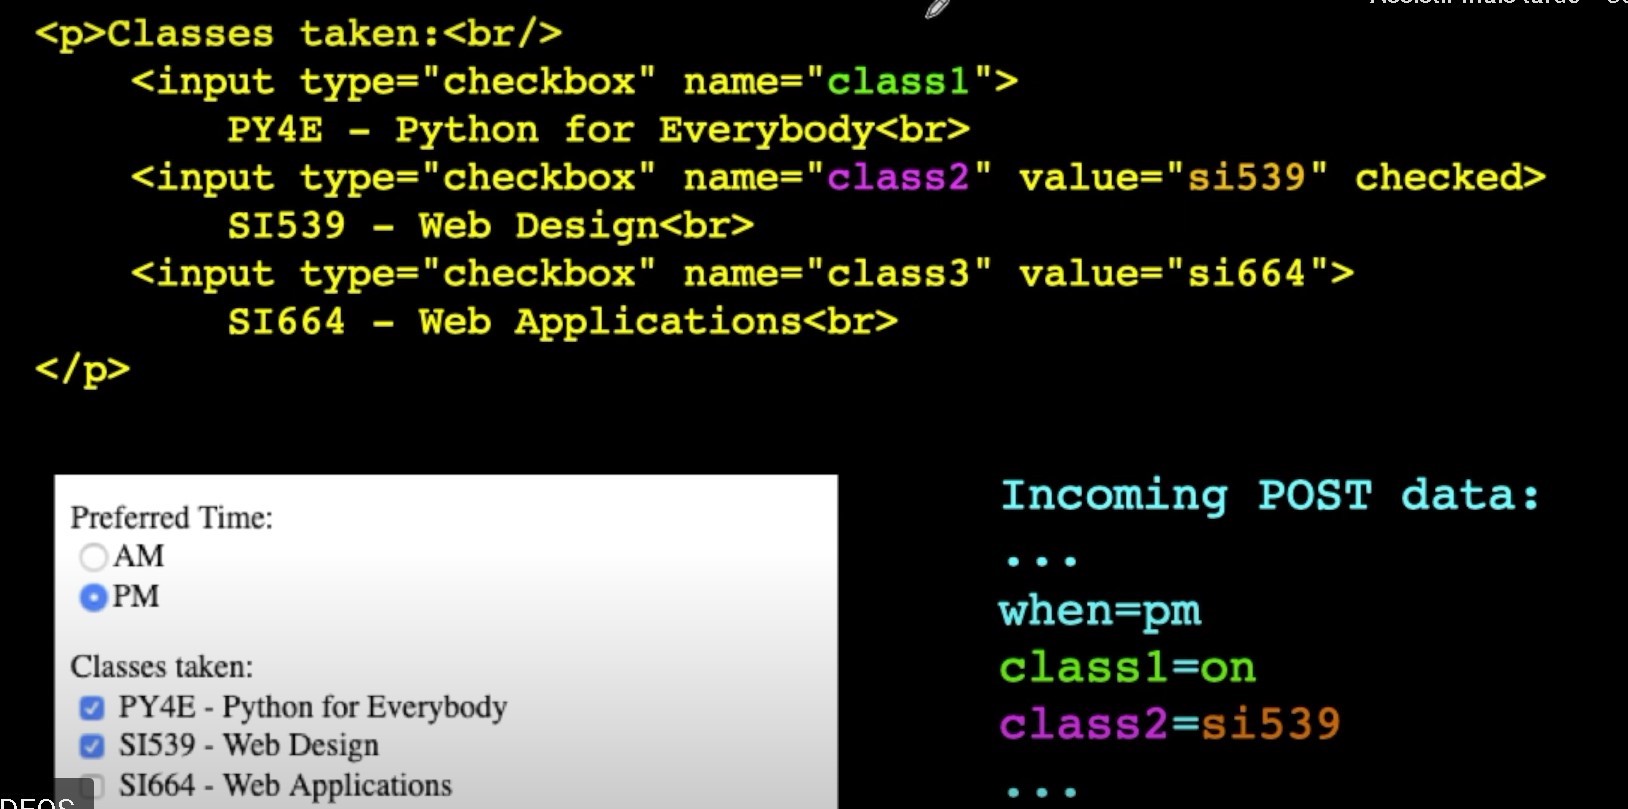 <p>Classes taken:<br/>
<input type="checkbox" name="class1">
PY4E – Python for Everybody<br>
<input type="checkbox" name="class2" value="si539" checked>
SI539 – Web Design<br>
<input type="checkbox" name="class3" value="si664">
SI664 – Web Applications<br>
</p>
Preferred Time:
AM
PM
Classes taken:
PY4E - Python for Everybody
SI539 - Web Design
SI664 - Web Applications
Incoming POST data:
...
when=pm
class1=on
class2=si539
...